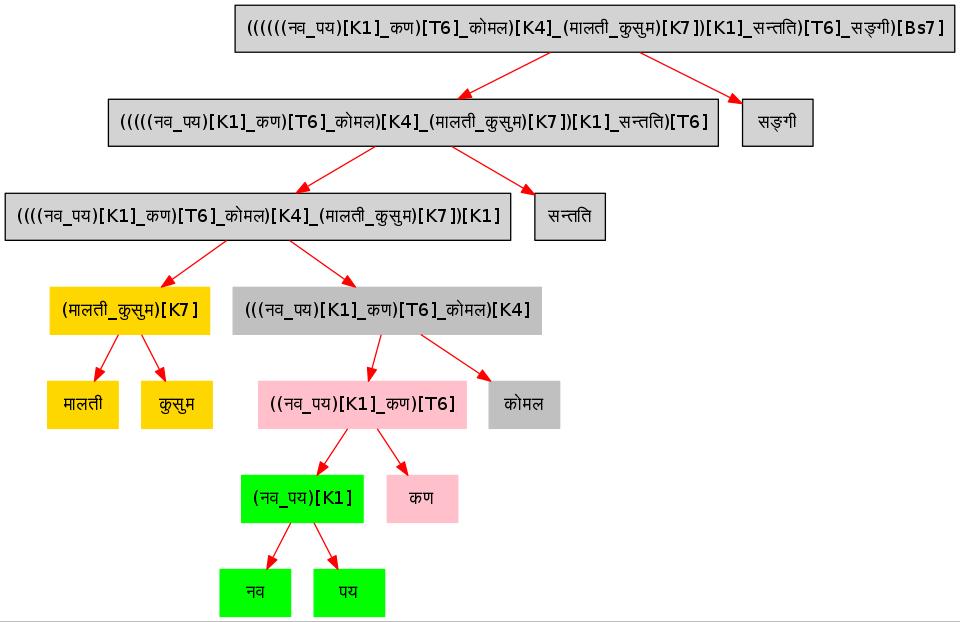 ((((((नव_पय)[K1]_कण)[T6]_कोमल)[K4]_(मालती_कुसुम)[K7])[K1]_सन्तति)[T6]_सङ्गी)[Bs7]
(((((नव_पय)[K1]_कण)[T6]_कोमल)[K4]_(मालती_कुसुम)[K7])[K1]_सन्तति)[T6]
सङ्गी
((((नव_पय)[K1]_कण)[T6]_कोमल)[K4]_(मालती_कुसुम)[K7])[K1]
सन्तति
(मालती_कुसुम)[K7]
(((नव_पय)[K1]_कण)[T6]_कोमल)[K4]
मालती
कुसुम
((नव_पय)[K1]_कण)[T6]
कोमल
(नव_पय)[K1]
कण
नव
पय